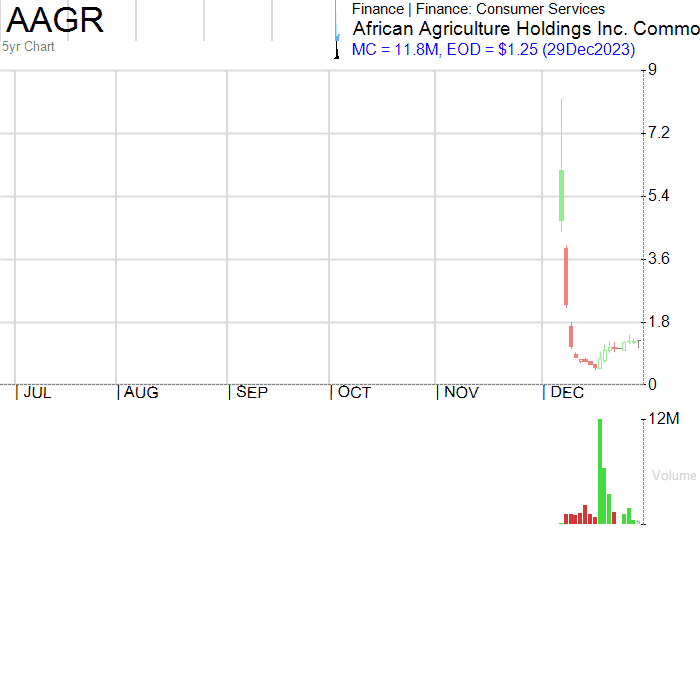 AAGR
5yr Chart
Finance | Finance: Consumer Services
African Agriculture Holdings Inc. Commo
MC = 11.8M, EOD = $1.25 (29Dec2023)
9
7.2
5.4
3.6
1.8
0
JUL
AUG
SEP
OCT
NOV
DEC
12M
Volume